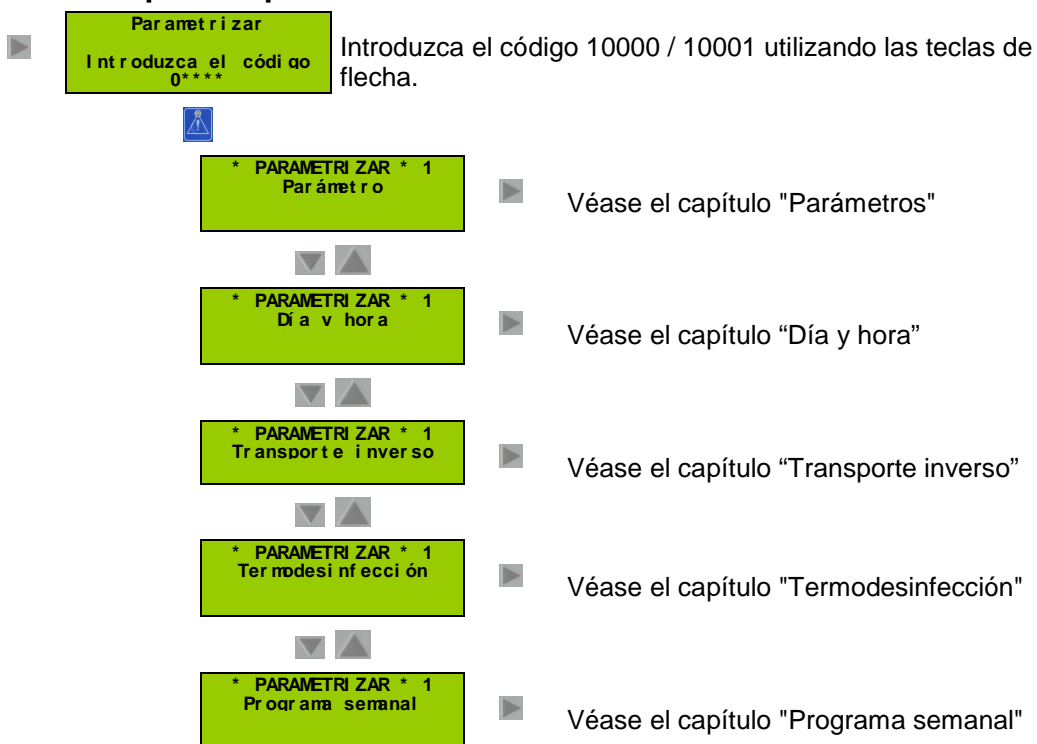 Parametrizar
Introduzca el código
0****
Introduzca el código 10000 / 10001 utilizando las teclas de
flecha.
* PARAMETRIZAR * 1
Parámetro
Véase el capítulo "Parámetros"
* PARAMETRIZAR * 1
Día y hora
Véase el capítulo “Día y hora”
* PARAMETRIZAR * 1
Transporte inverso
Véase el capítulo “Transporte inverso”
* PARAMETRIZAR * 1
Termodesinfección
Véase el capítulo "Termodesinfección"
* PARAMETRIZAR * 1
Programa semanal
Véase el capítulo "Programa semanal"